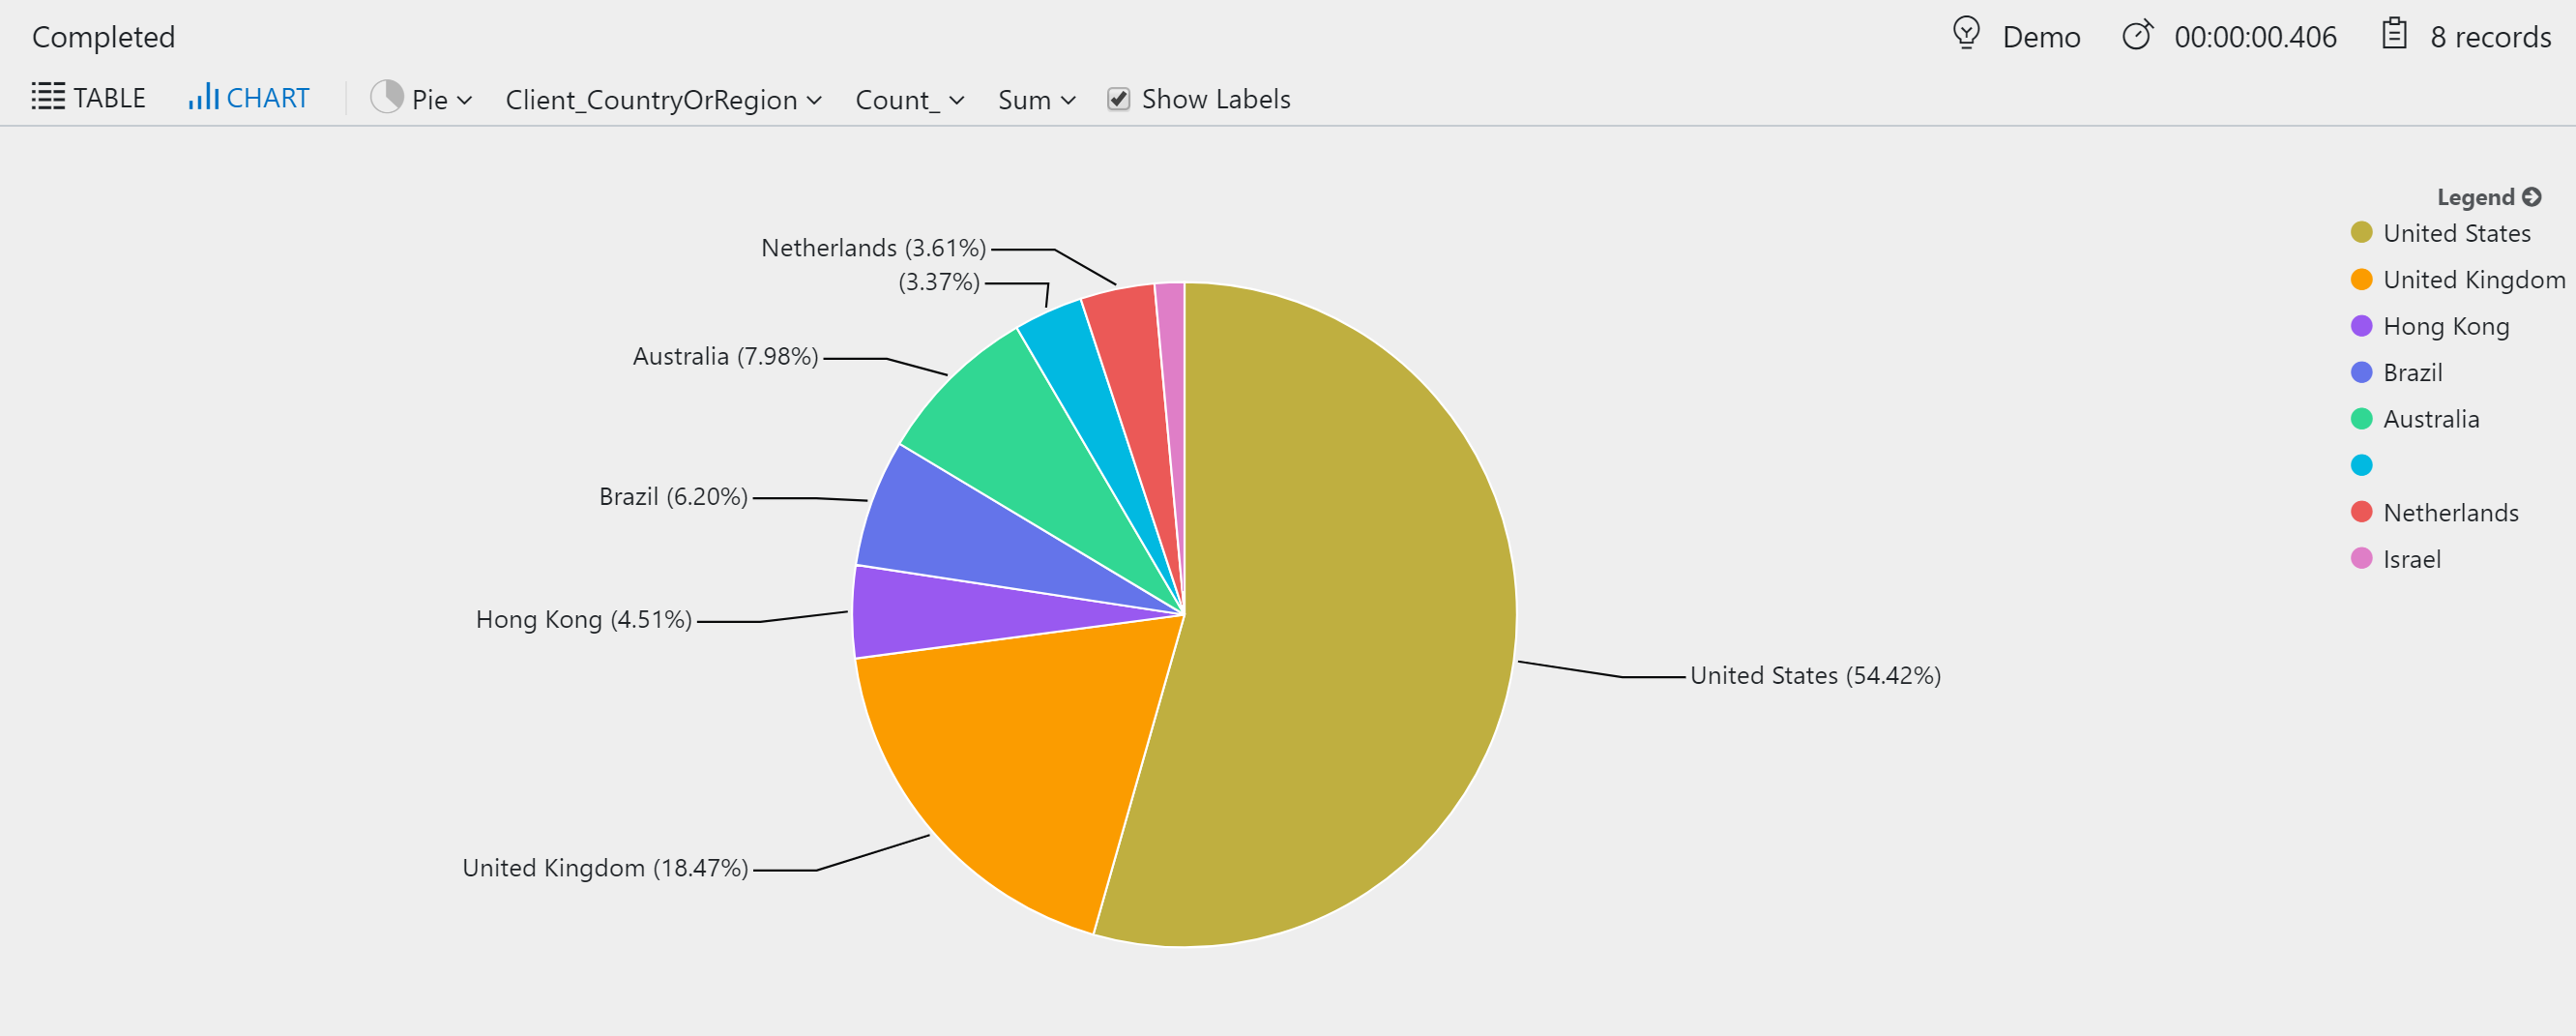 Completed
Demo 00:00:00.406 8 records
TABLE CHART Pie Client_CountryOrRegion Count_ Sum Show Labels
Legend
United States
United Kingdom
Hong Kong
Brazil
Australia
Netherlands
Israel
Netherlands (3.61%)
(3.37%)
Australia (7.98%)
Brazil (6.20%)
Hong Kong (4.51%)
United States (54.42%)
United Kingdom (18.47%)